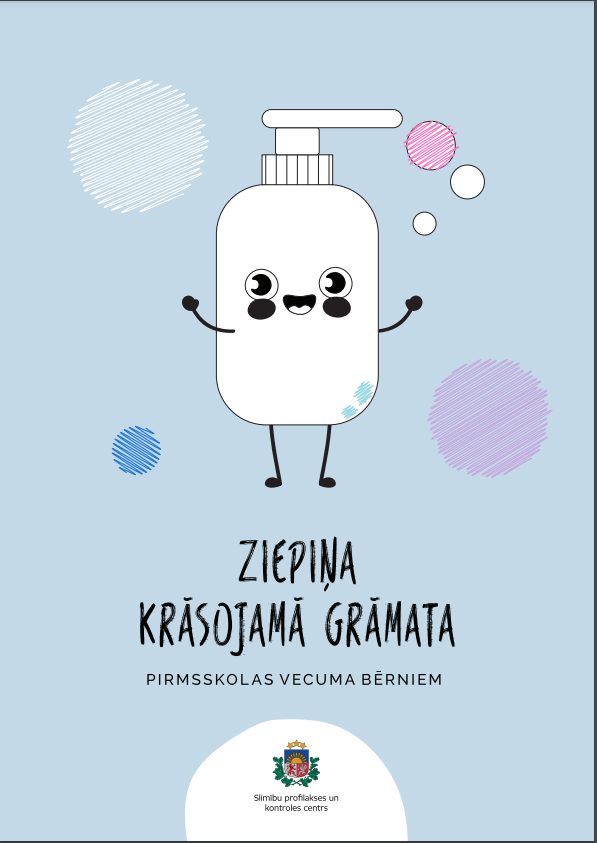 ZIEPIŅA
KRĀSOJAMĀ GRĀMATA
PIRMSSKOLAS VECUMA BĒRNIEM
Slimību profilakses un
kontroles centrs